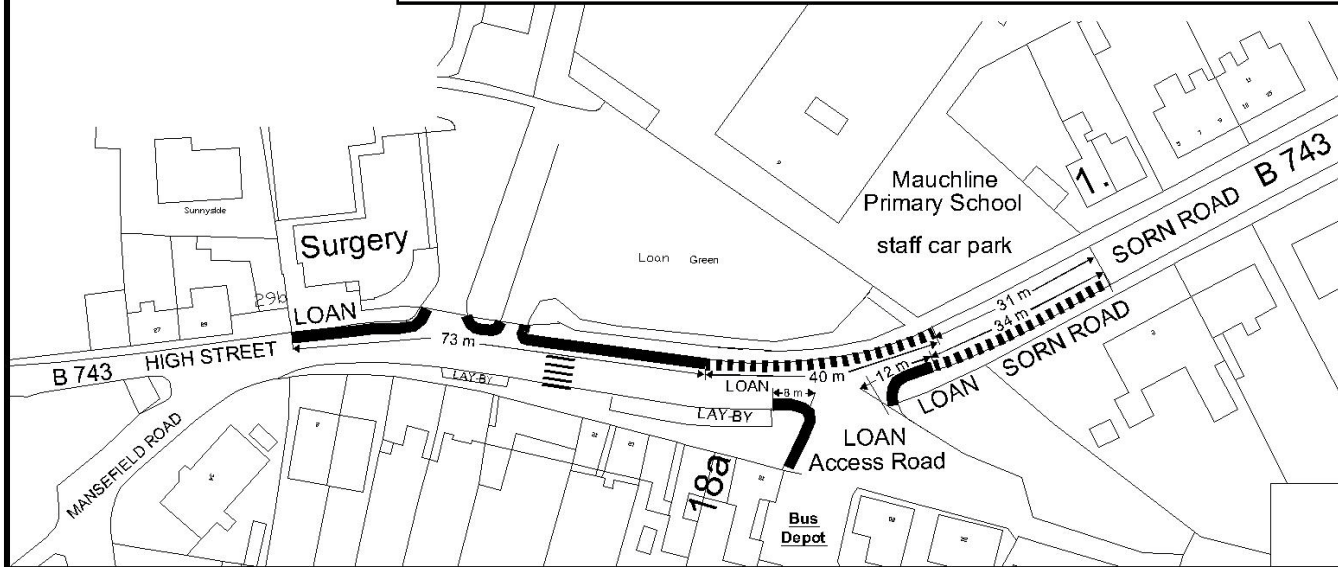 Sunnyside
Surgery
29b
LOAN
27
HIGH STREET
B 743
MANSEFIELD ROAD
73 m
LAY-BY
LOAN
40 m
LAY-BY
8 m
12 m
34 m
31 m
Loan Green
Mauchline
Primary School
staff car park
1.
SORN ROAD B 743
LOAN SORN ROAD
LOAN
Access Road
18a
Bus
Depot